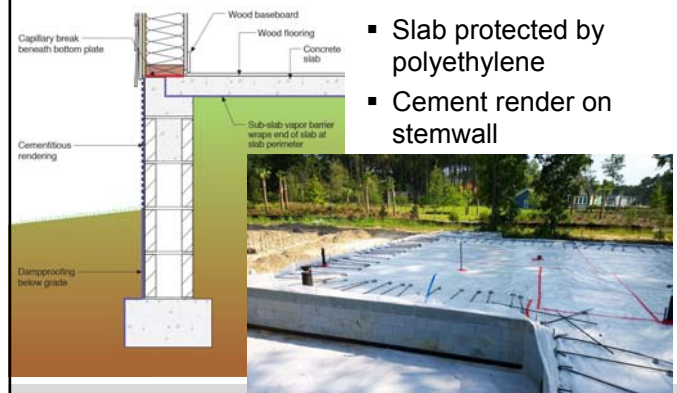 Wood baseboard
Wood flooring
Concrete
slab
Capillary break
beneath bottom plate
Sub-slab vapor barrier
wraps end of slab at
slab perimeter
Cementitious
rendering
Dampproofing
below grade
▪ Slab protected by
polyethylene
▪ Cement render on
stemwall